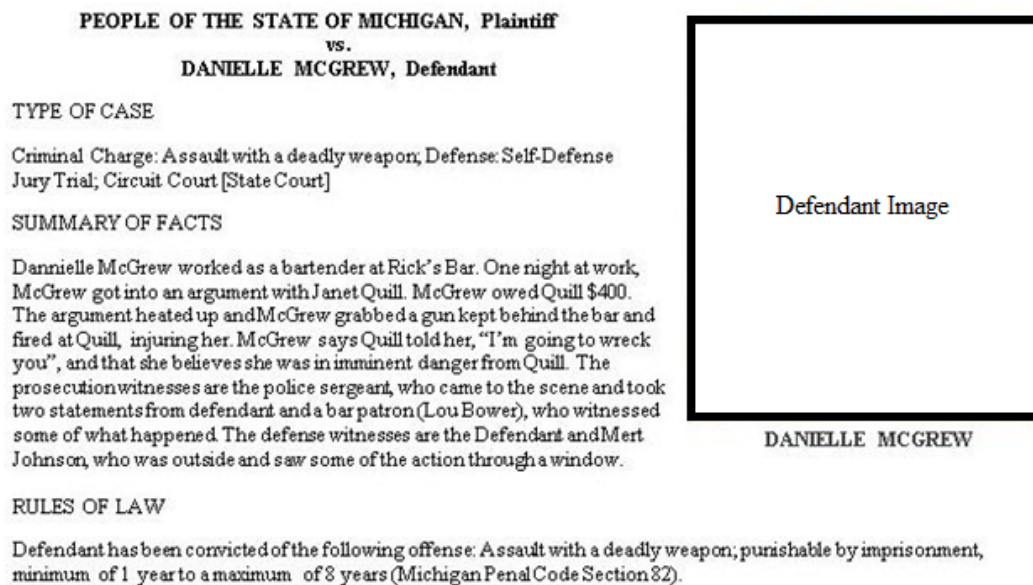 PEOPLE OF THE STATE OF MICHIGAN, Plaintiff
vs.
DANIELLE MCGREW, Defendant
TYPE OF CASE
Criminal Charge: Assault with a deadly weapon; Defense: Self-Defense
Jury Trial; Circuit Court [State Court]
SUMMARY OF FACTS
Dannielle McGrew worked as a bartender at Rick's Bar. One night at work,
McGrew got into an argument with Janet Quill. McGrew owed Quill $400.
The argument heated up and McGrew grabbed a gun kept behind the bar and
fired at Quill, injuring her. McGrew says Quill told her, "I'm going to wreck
you", and that she believes she was in imminent danger from Quill. The
prosecution witnesses are the police sergeant, who came to the scene and took
two statements from defendant and a bar patron (Lou Bower), who witnessed
some of what happened. The defense witnesses are the Defendant and Mert
Johnson, who was outside and saw some of the action through a window.
Defendant Image
DANIELLE MCGREW
RULES OF LAW
Defendant has been convicted of the following offense: Assault with a deadly weapon; punishable by imprisonment,
minimum of 1 year to a maximum of 8 years (Michigan Penal Code Section 82).